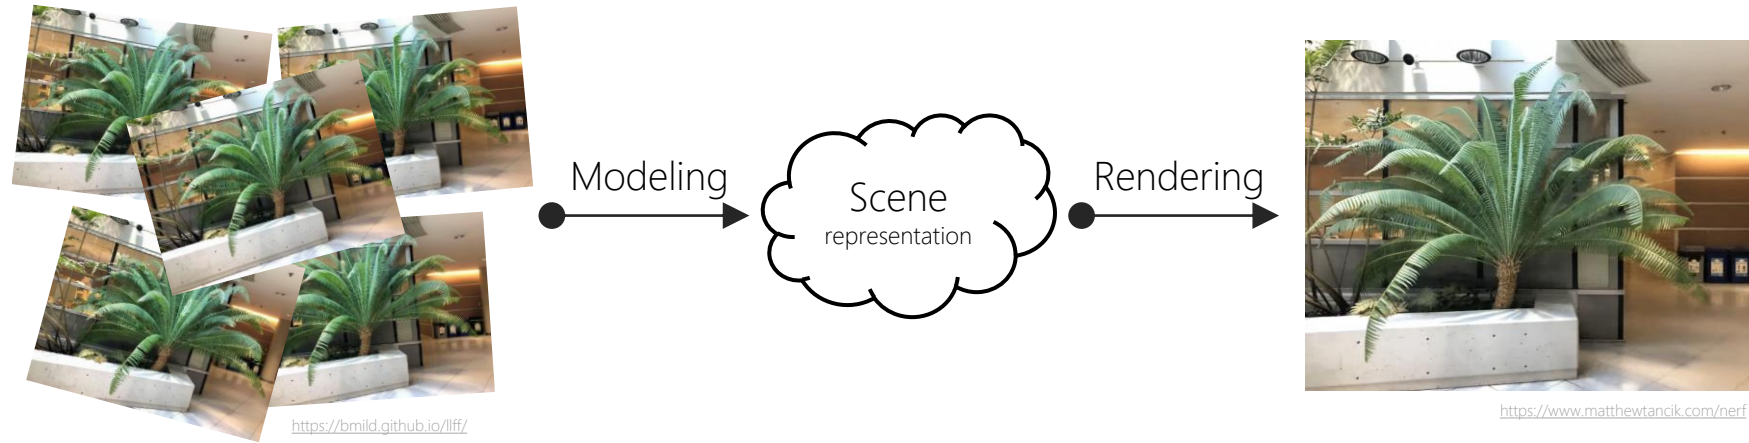 Modeling
Scene
representation
Rendering
https://bmild.github.io/llff/
https://www.matthewtancik.com/nerf